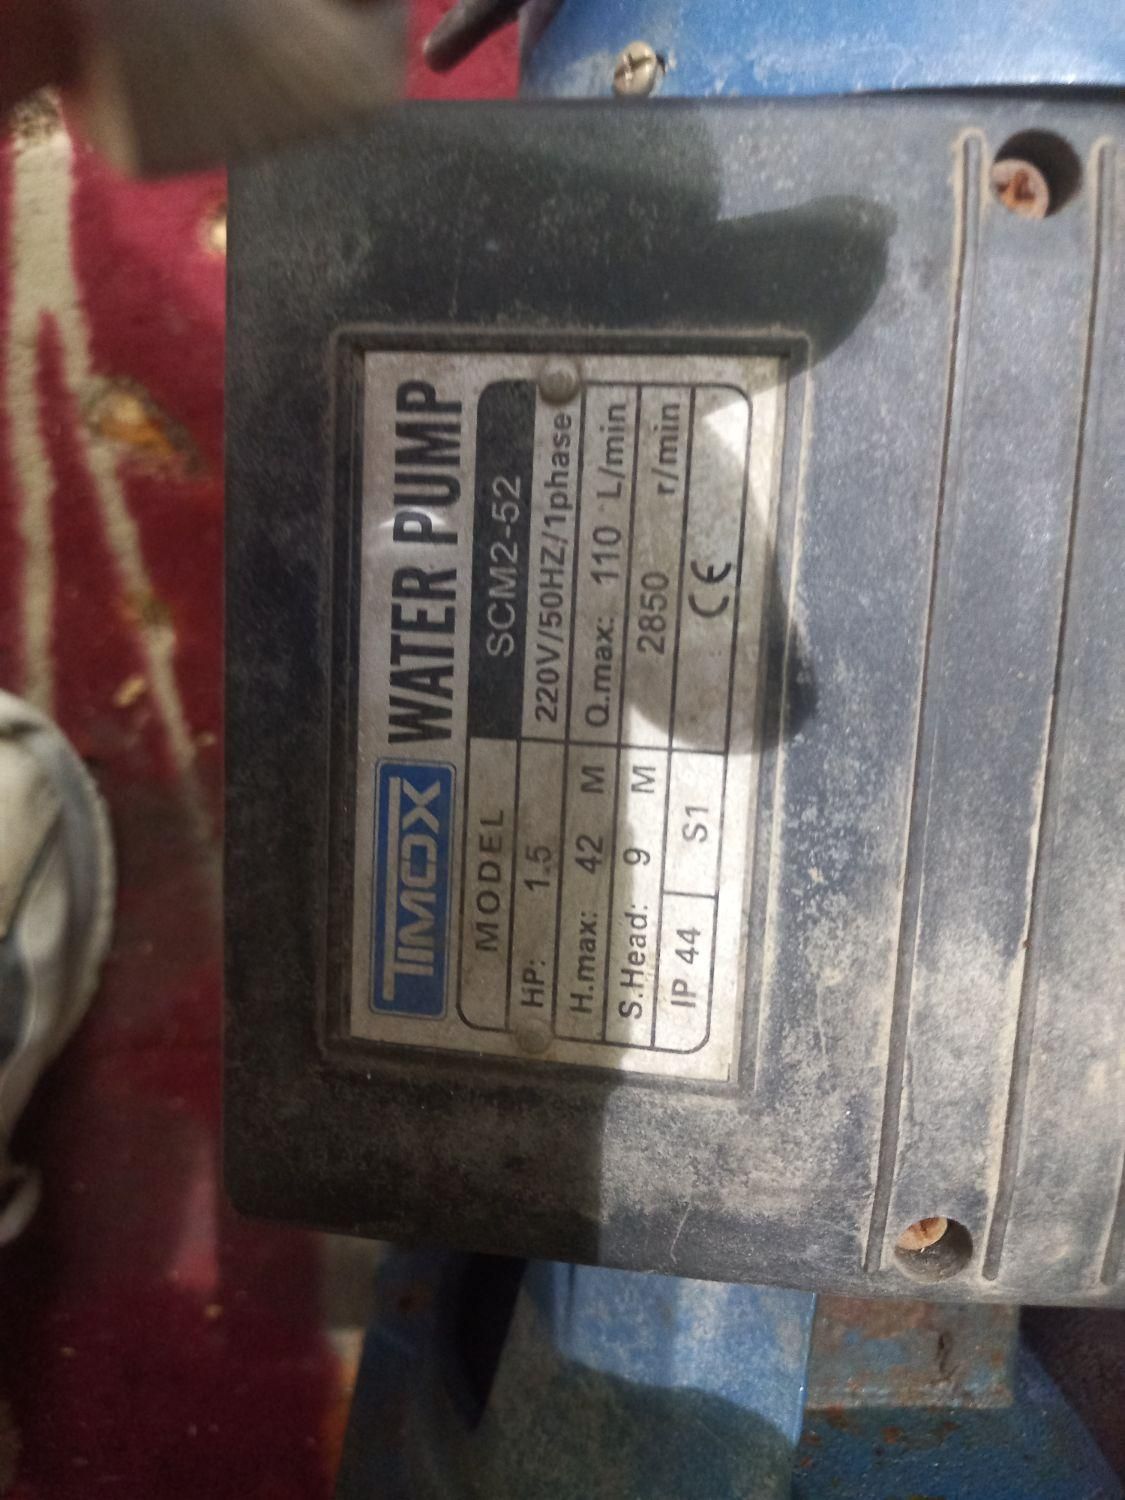 TIMOX WATER PUMP
MODEL SCM2-52
HP: 1.5 220V/50HZ/1phase
H.max: 42 M Q.max: 110 L/min
S.Head: 9 M 2850 r/min
IP 44 S1 CE